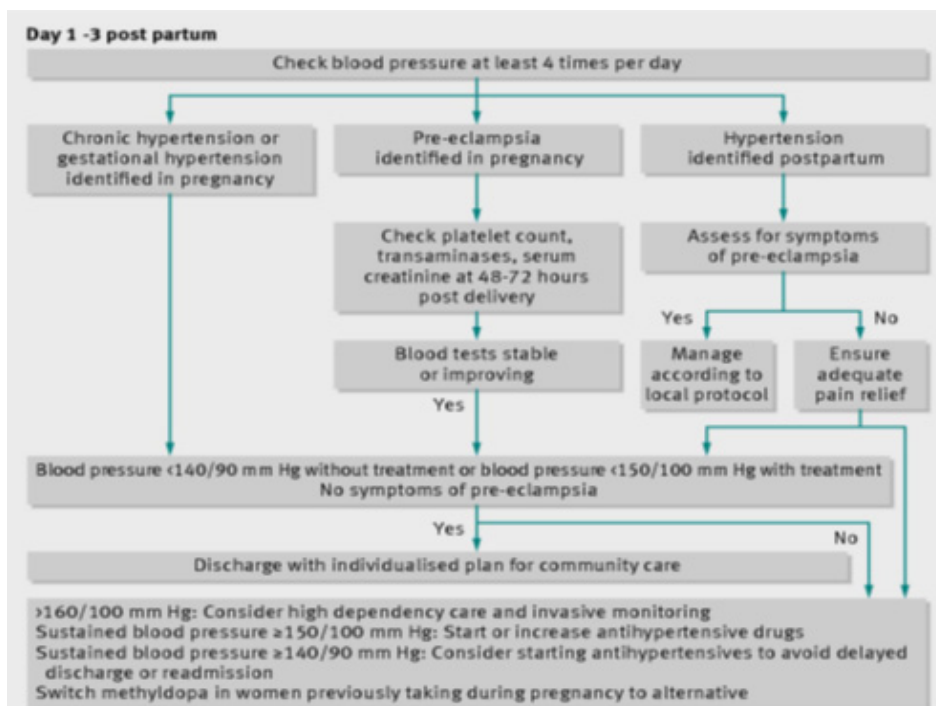 Day 1 -3 post partum
Check blood pressure at least 4 times per day
Chronic hypertension or
gestational hypertension
identified in pregnancy
Pre-eclampsia
identified in pregnancy
Hypertension
identified postpartum
Check platelet count,
transaminases, serum
creatinine at 48-72 hours
post delivery
Assess for symptoms
of pre-eclampsia
Yes
No
Blood tests stable
or improving
Manage
according to
local protocol
Ensure
adequate
pain relief
Yes
Blood pressure <140/90 mm Hg without treatment or blood pressure <150/100 mm Hg with treatment
No symptoms of pre-eclampsia
Yes
No
Discharge with individualised plan for community care
>160/100 mm Hg: Consider high dependency care and invasive monitoring
Sustained blood pressure ≥150/100 mm Hg: Start or increase antihypertensive drugs
Sustained blood pressure ≥140/90 mm Hg: Consider starting antihypertensives to avoid delayed
discharge or readmission
Switch methyldopa in women previously taking during pregnancy to alternative